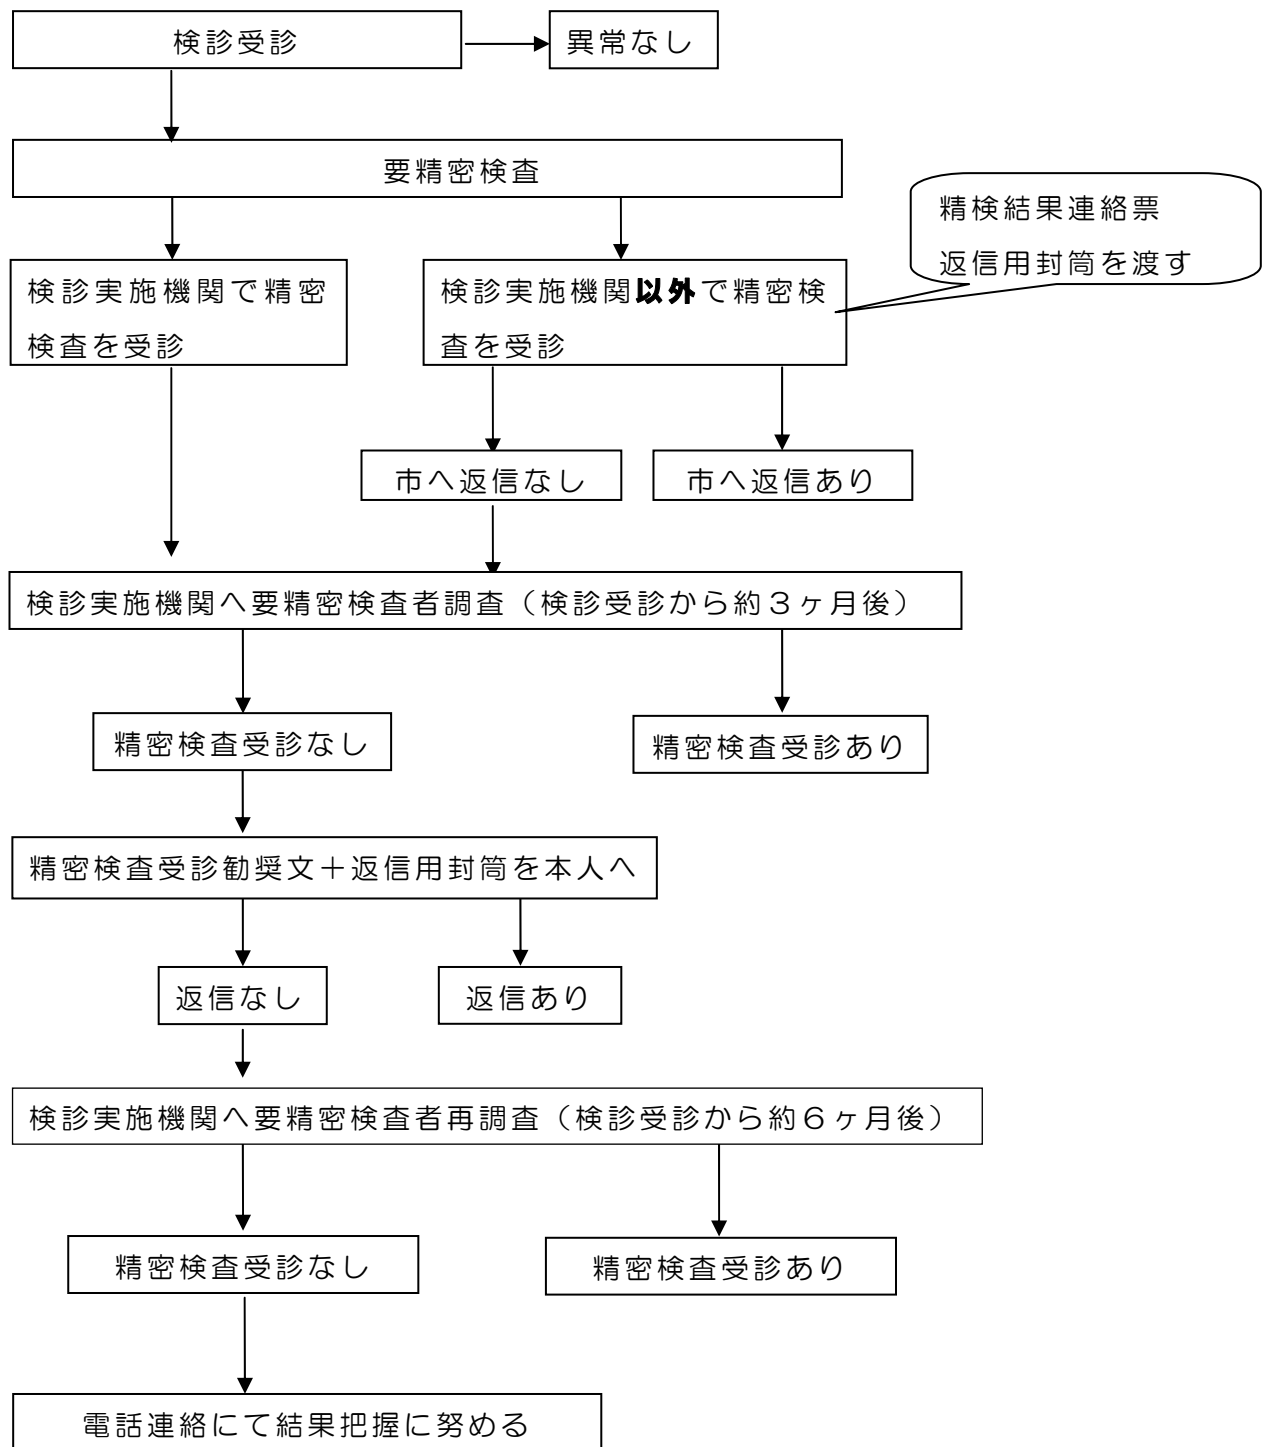 検診受診
異常なし
要精密検査
精検結果連絡票
返信用封筒を渡す
検診実施機関で精密
検査を受診
検診実施機関以外で精密検
査を受診
市へ返信なし
市へ返信あり
検診実施機関へ要精密検査者調査（検診受診から約３ヶ月後）
精密検査受診なし
精密検査受診あり
精密検査受診勧奨文＋返信用封筒を本人へ
返信なし
返信あり
検診実施機関へ要精密検査者再調査（検診受診から約６ヶ月後）
精密検査受診なし
精密検査受診あり
電話連絡にて結果把握に努める